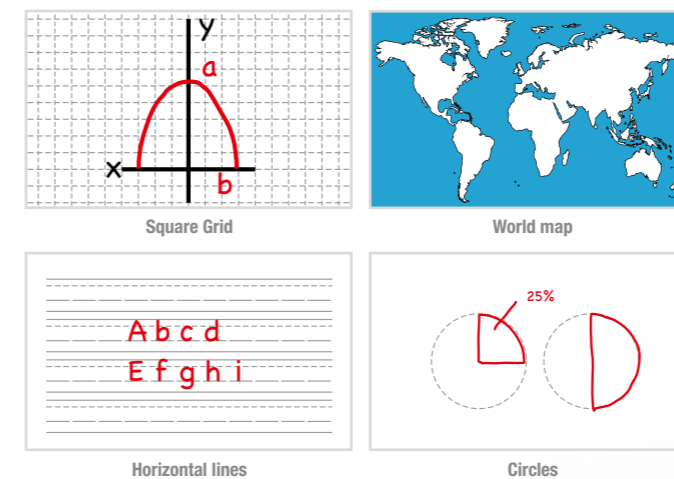 y
a
x
b
Square Grid
World map
A b c d
E f g h i
25%
Horizontal lines
Circles